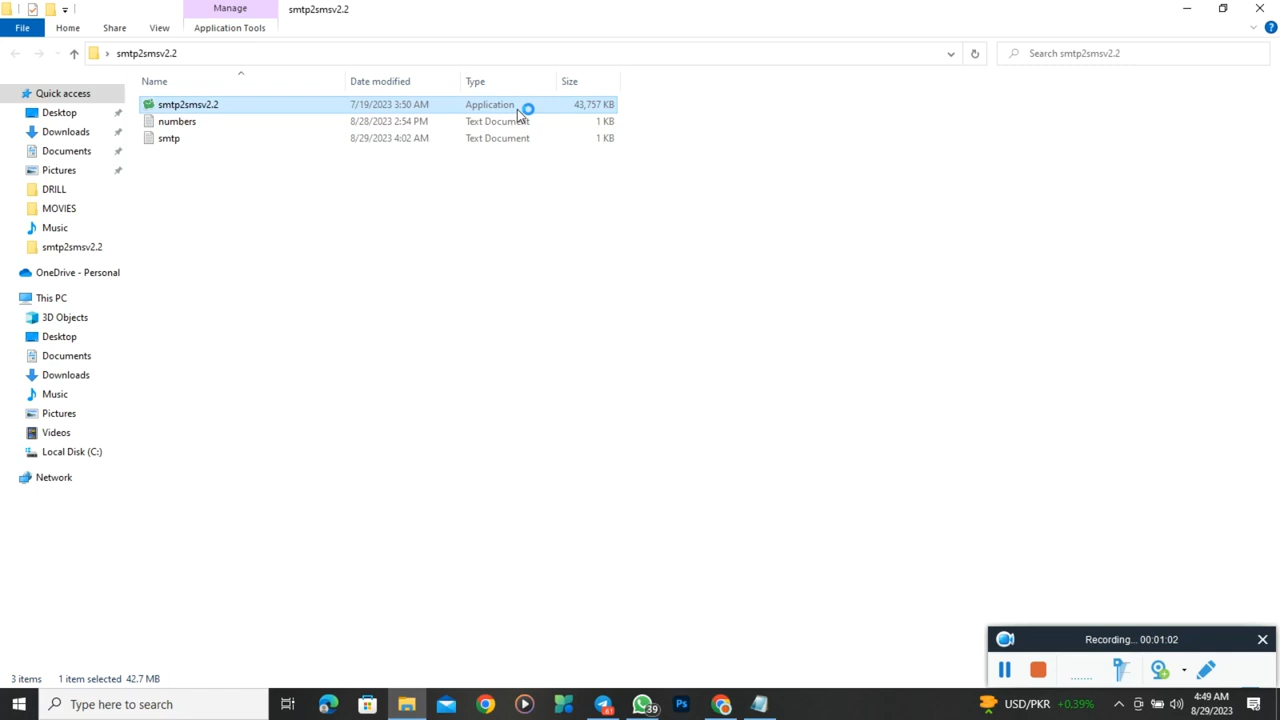 Manage
smtp2smsv2.2
File
Home
Share
View
Application Tools
smtp2smsv2.2
Search smtp2smsv2.2
Name
Date modified
Type
Size
smtp2smsv2.2
7/19/2023 3:50 AM
Application
43,757 KB
numbers
8/28/2023 2:54 PM
Text Document
1 KB
smtp
8/29/2023 4:02 AM
Text Document
1 KB
Quick access
Desktop
Downloads
Documents
Pictures
DRILL
MOVIES
Music
smtp2smsv2.2
OneDrive - Personal
This PC
3D Objects
Desktop
Documents
Downloads
Music
Pictures
Videos
Local Disk (C:)
Network
Recording... 00:01:02
3 items
1 item selected 42.7 MB
Type here to search
61
39
Ps
USD/PKR +0.39%
4:49 AM
8/29/2023